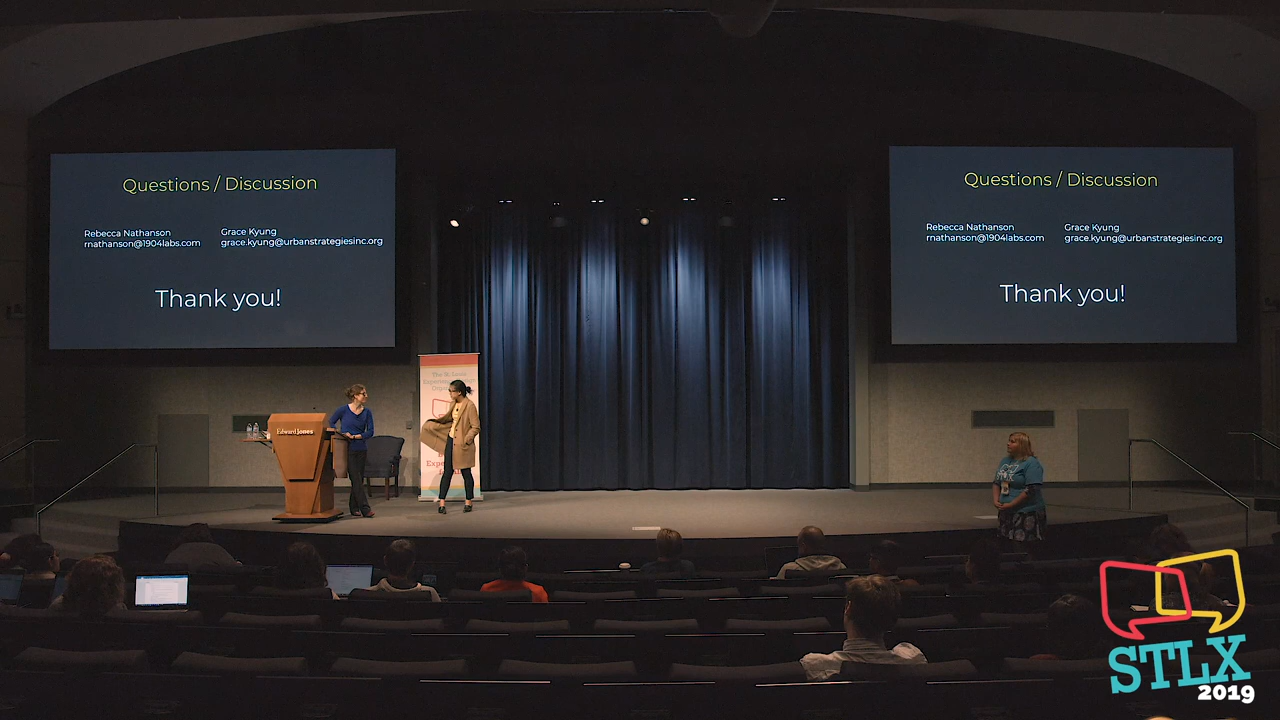 Questions / Discussion
Rebecca Nathanson
rnathanson@1904labs.com
Grace Kyung
grace.kyung@urbanstrategiesinc.org
Thank you!
Questions / Discussion
Rebecca Nathanson
rnathanson@1904labs.com
Grace Kyung
grace.kyung@urbanstrategiesinc.org
Thank you!
Edward Jones
STLX
2019